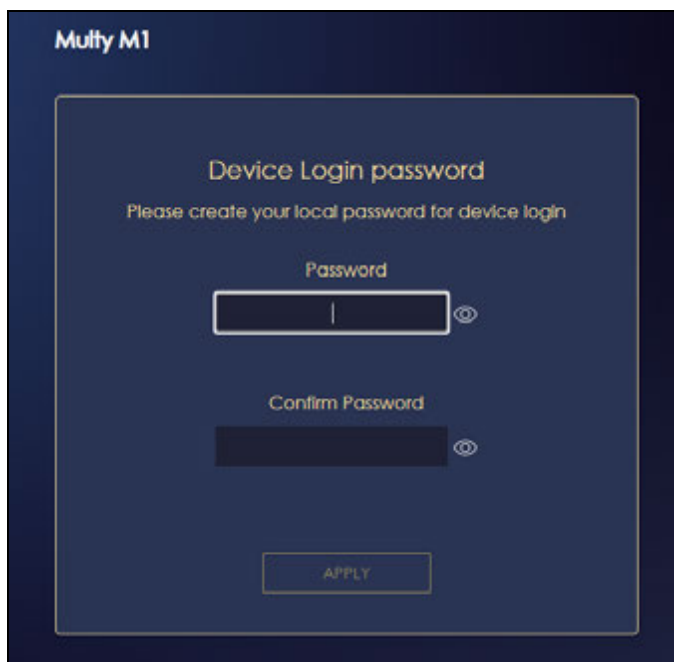 Multy M1
Device Login password
Please create your local password for device login
Password
Confirm Password
APPLY